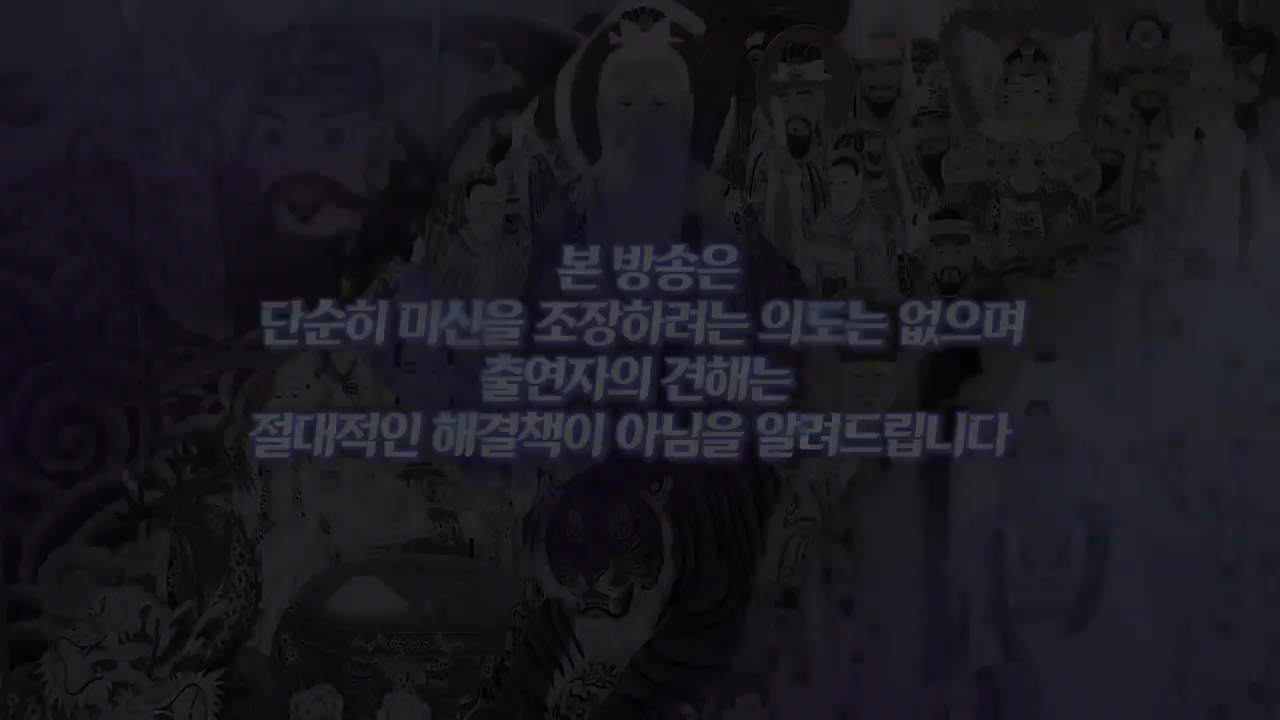 본 방송은
단순히 미신을 조장하려는 의도는 없으며
출연자의 견해는
절대적인 해결책이 아님을 알려드립니다